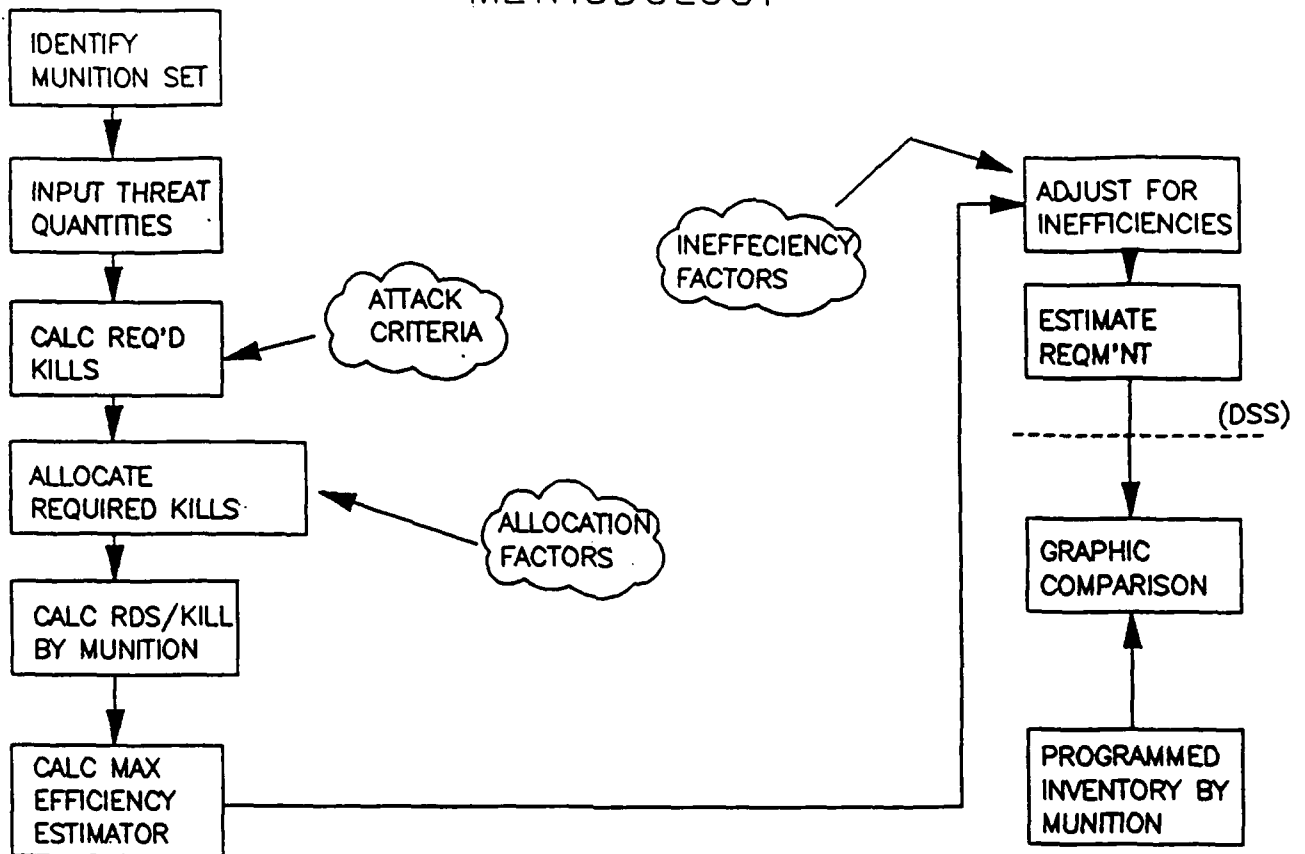 METHODOLOGY
IDENTIFY
MUNITION SET
INPUT THREAT
QUANTITIES
CALC REQ'D
KILLS
ATTACK
CRITERIA
ALLOCATE
REQUIRED KILLS
ALLOCATION
FACTORS
CALC RDS/KILL
BY MUNITION
CALC MAX
EFFICIENCY
ESTIMATOR
INEFFECIENCY
FACTORS
ADJUST FOR
INEFFICIENCIES
ESTIMATE
REQM'NT
(DSS)
GRAPHIC
COMPARISON
PROGRAMMED
INVENTORY BY
MUNITION